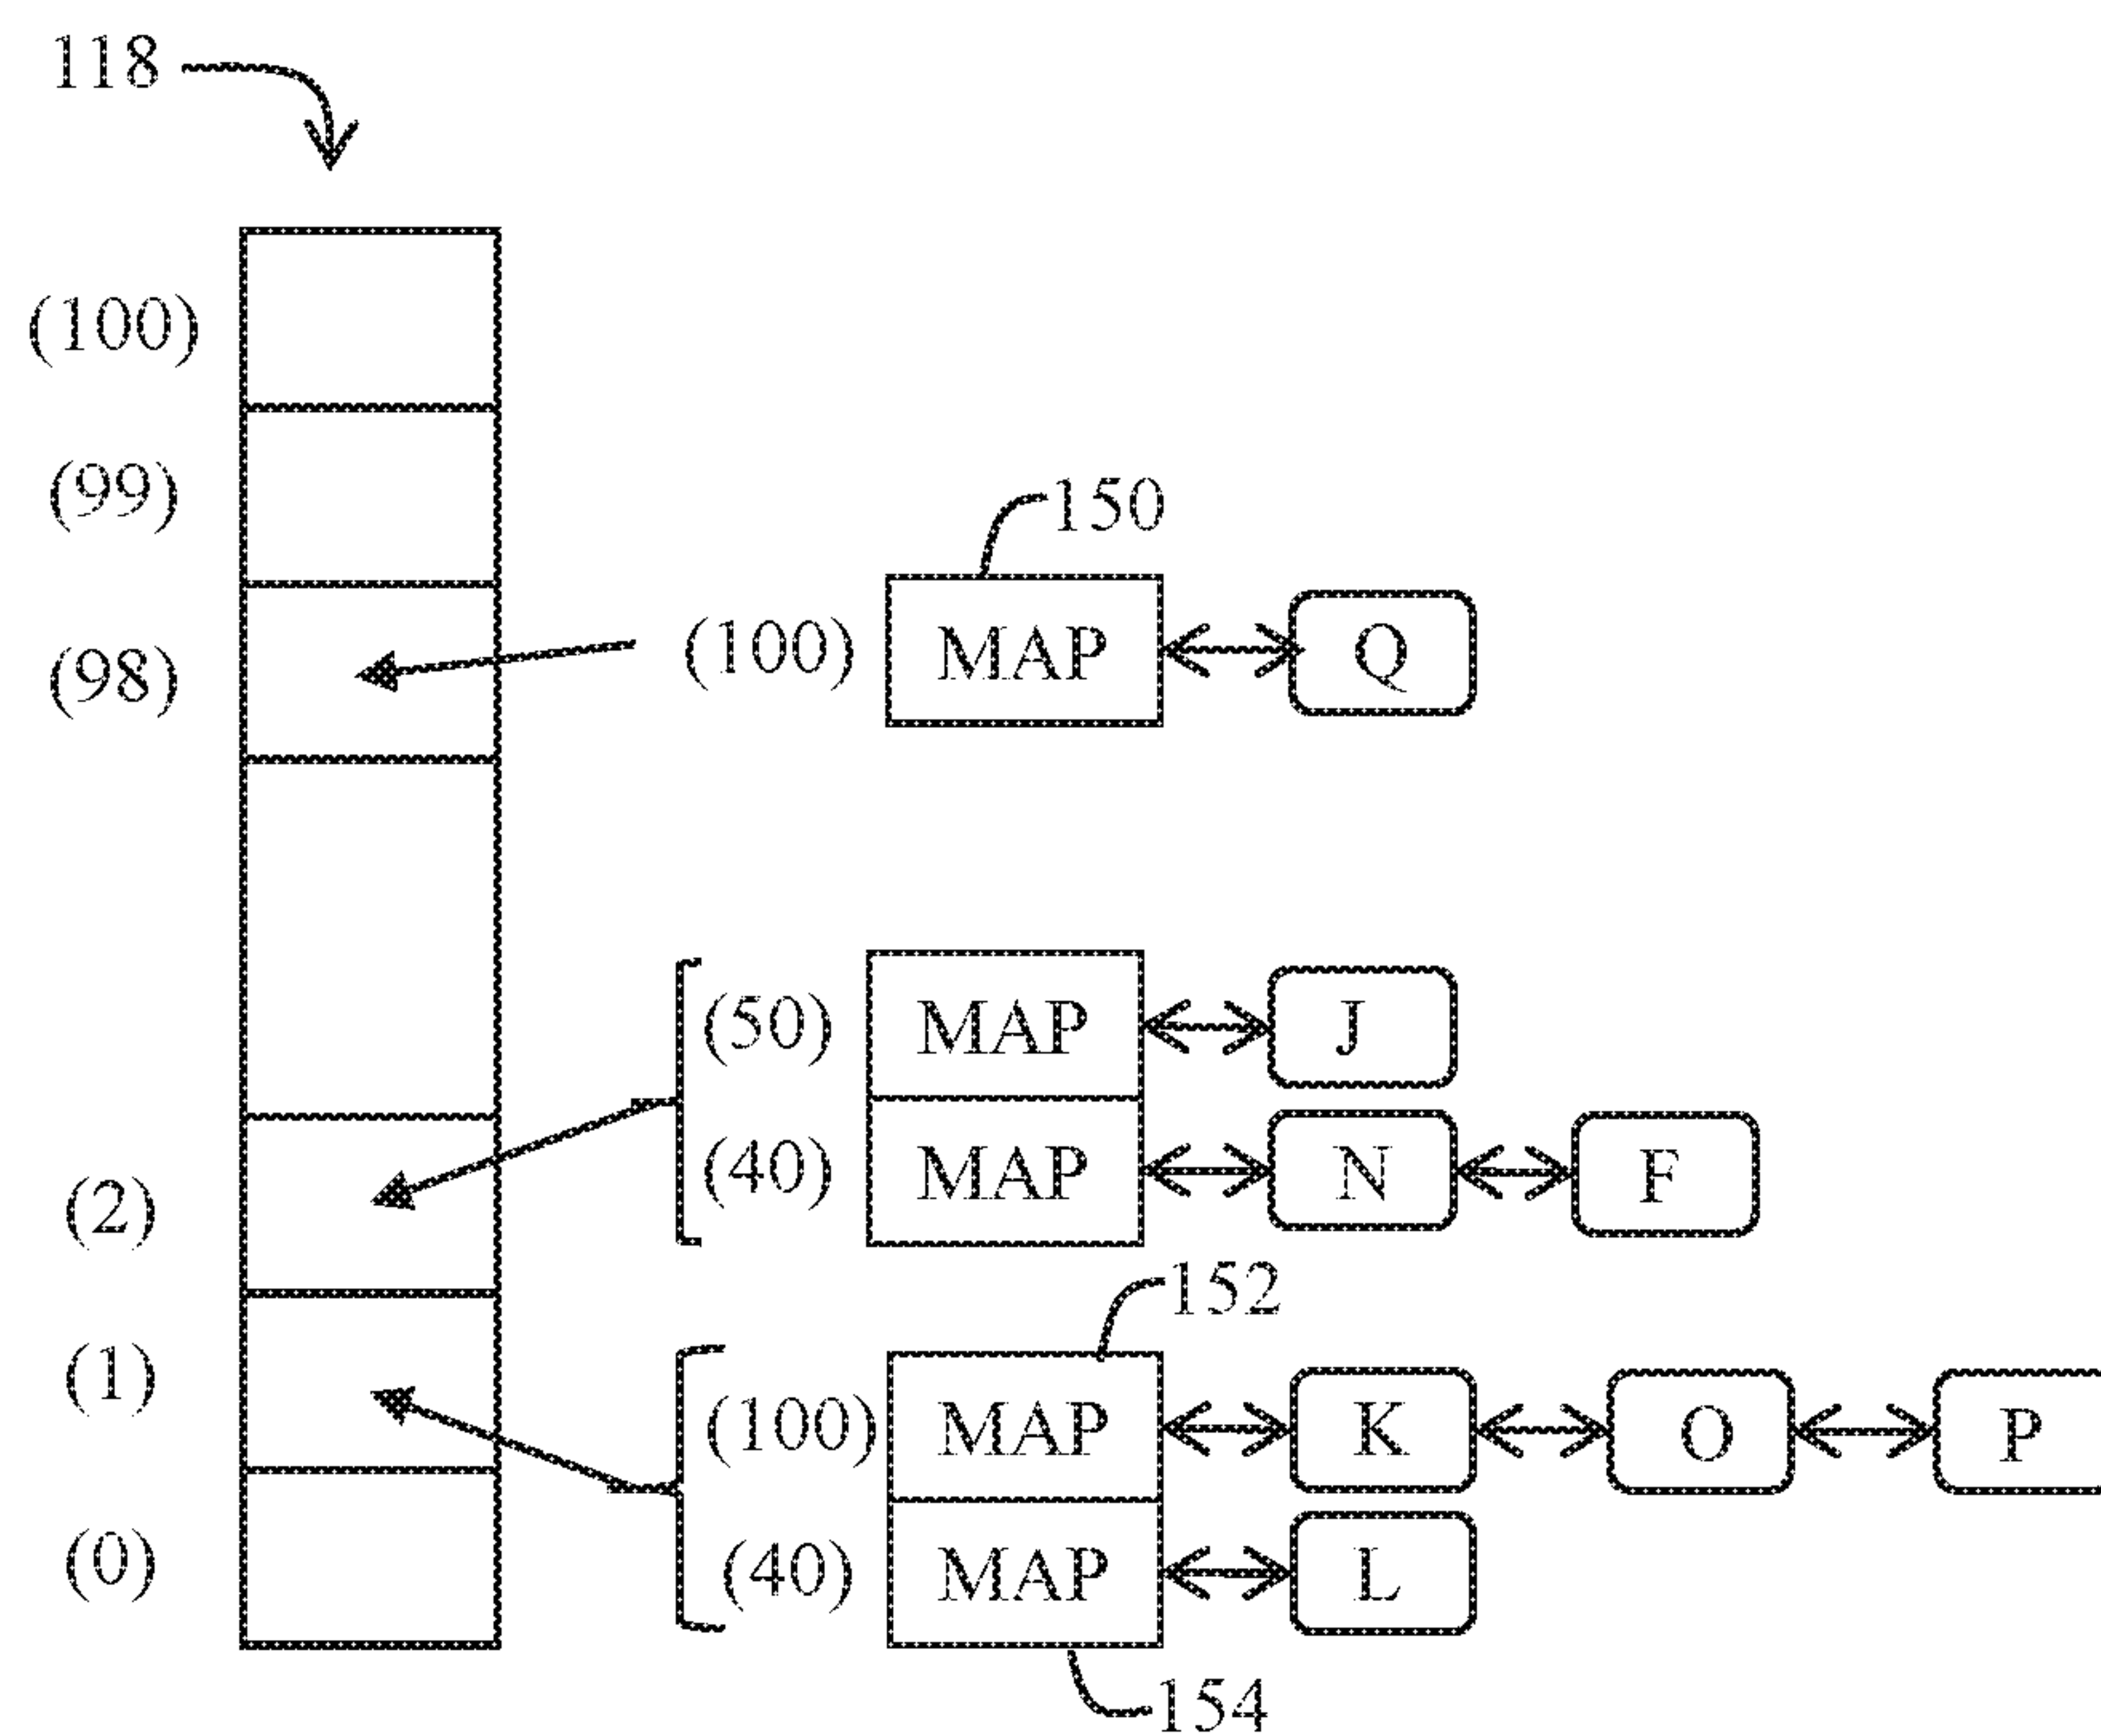 118
(100)
(99)
150
(98) (100) MAP Q
(50) MAP J
(2) (40) MAP N F
152
(1) (100) MAP K O P
(0) (40) MAP L
154